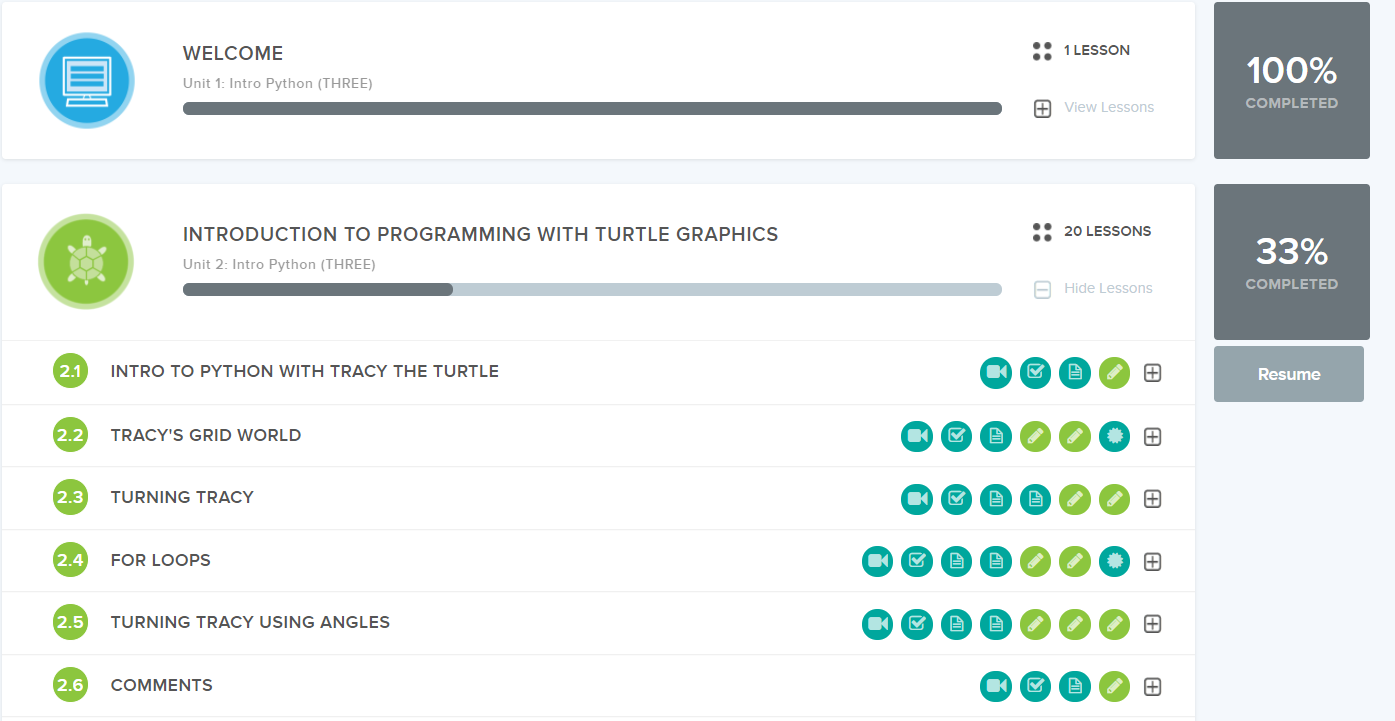 WELCOME
Unit 1: Intro Python (THREE)
1 LESSON
View Lessons
100%
COMPLETED
INTRODUCTION TO PROGRAMMING WITH TURTLE GRAPHICS
Unit 2: Intro Python (THREE)
20 LESSONS
Hide Lessons
33%
COMPLETED
Resume
2.1 INTRO TO PYTHON WITH TRACY THE TURTLE
2.2 TRACY'S GRID WORLD
2.3 TURNING TRACY
2.4 FOR LOOPS
2.5 TURNING TRACY USING ANGLES
2.6 COMMENTS